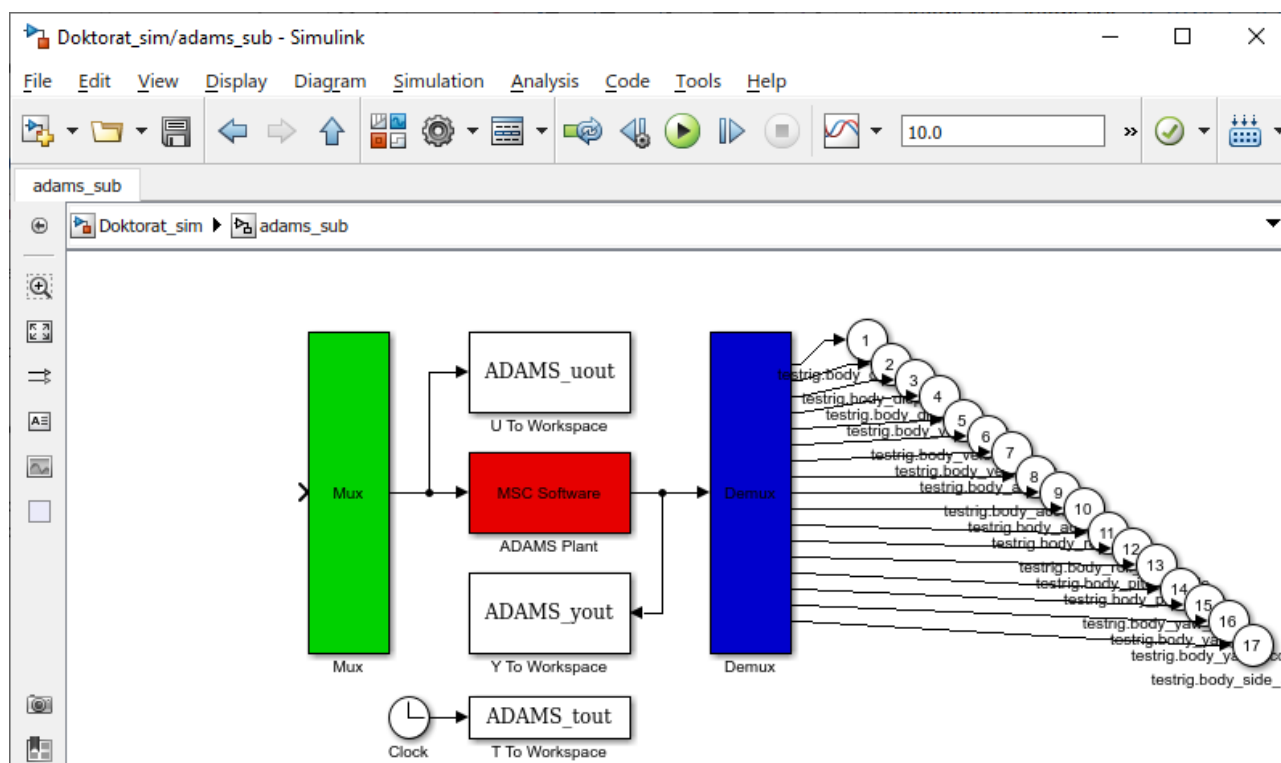 Doktorat_sim/adams_sub - Simulink
File Edit View Display Diagram Simulation Analysis Code Tools Help
10.0 »
adams_sub
Doktorat_sim adams_sub
Mux
Mux
ADAMS_uout
U To Workspace
MSC Software
ADAMS Plant
ADAMS_yout
Y To Workspace
Clock
ADAMS_tout
T To Workspace
Demux
Demux
1
2
3
4
5
6
7
8
9
10
11
12
13
14
15
16
17
testrig.body_side_